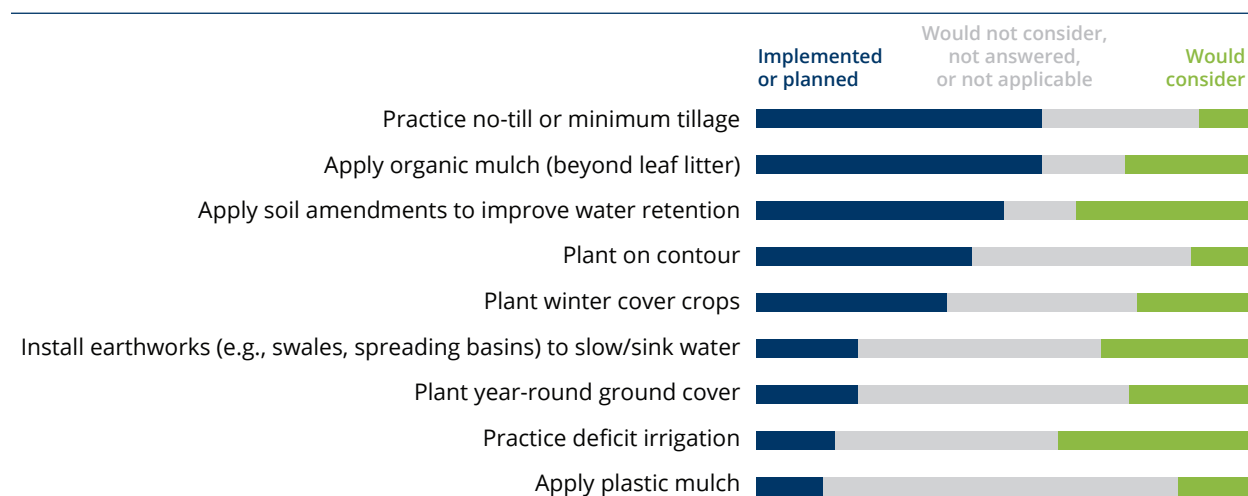 Implemented
or planned
Would not consider,
not answered,
or not applicable
Would
consider
Practice no-till or minimum tillage
Apply organic mulch (beyond leaf litter)
Apply soil amendments to improve water retention
Plant on contour
Plant winter cover crops
Install earthworks (e.g., swales, spreading basins) to slow/sink water
Plant year-round ground cover
Practice deficit irrigation
Apply plastic mulch